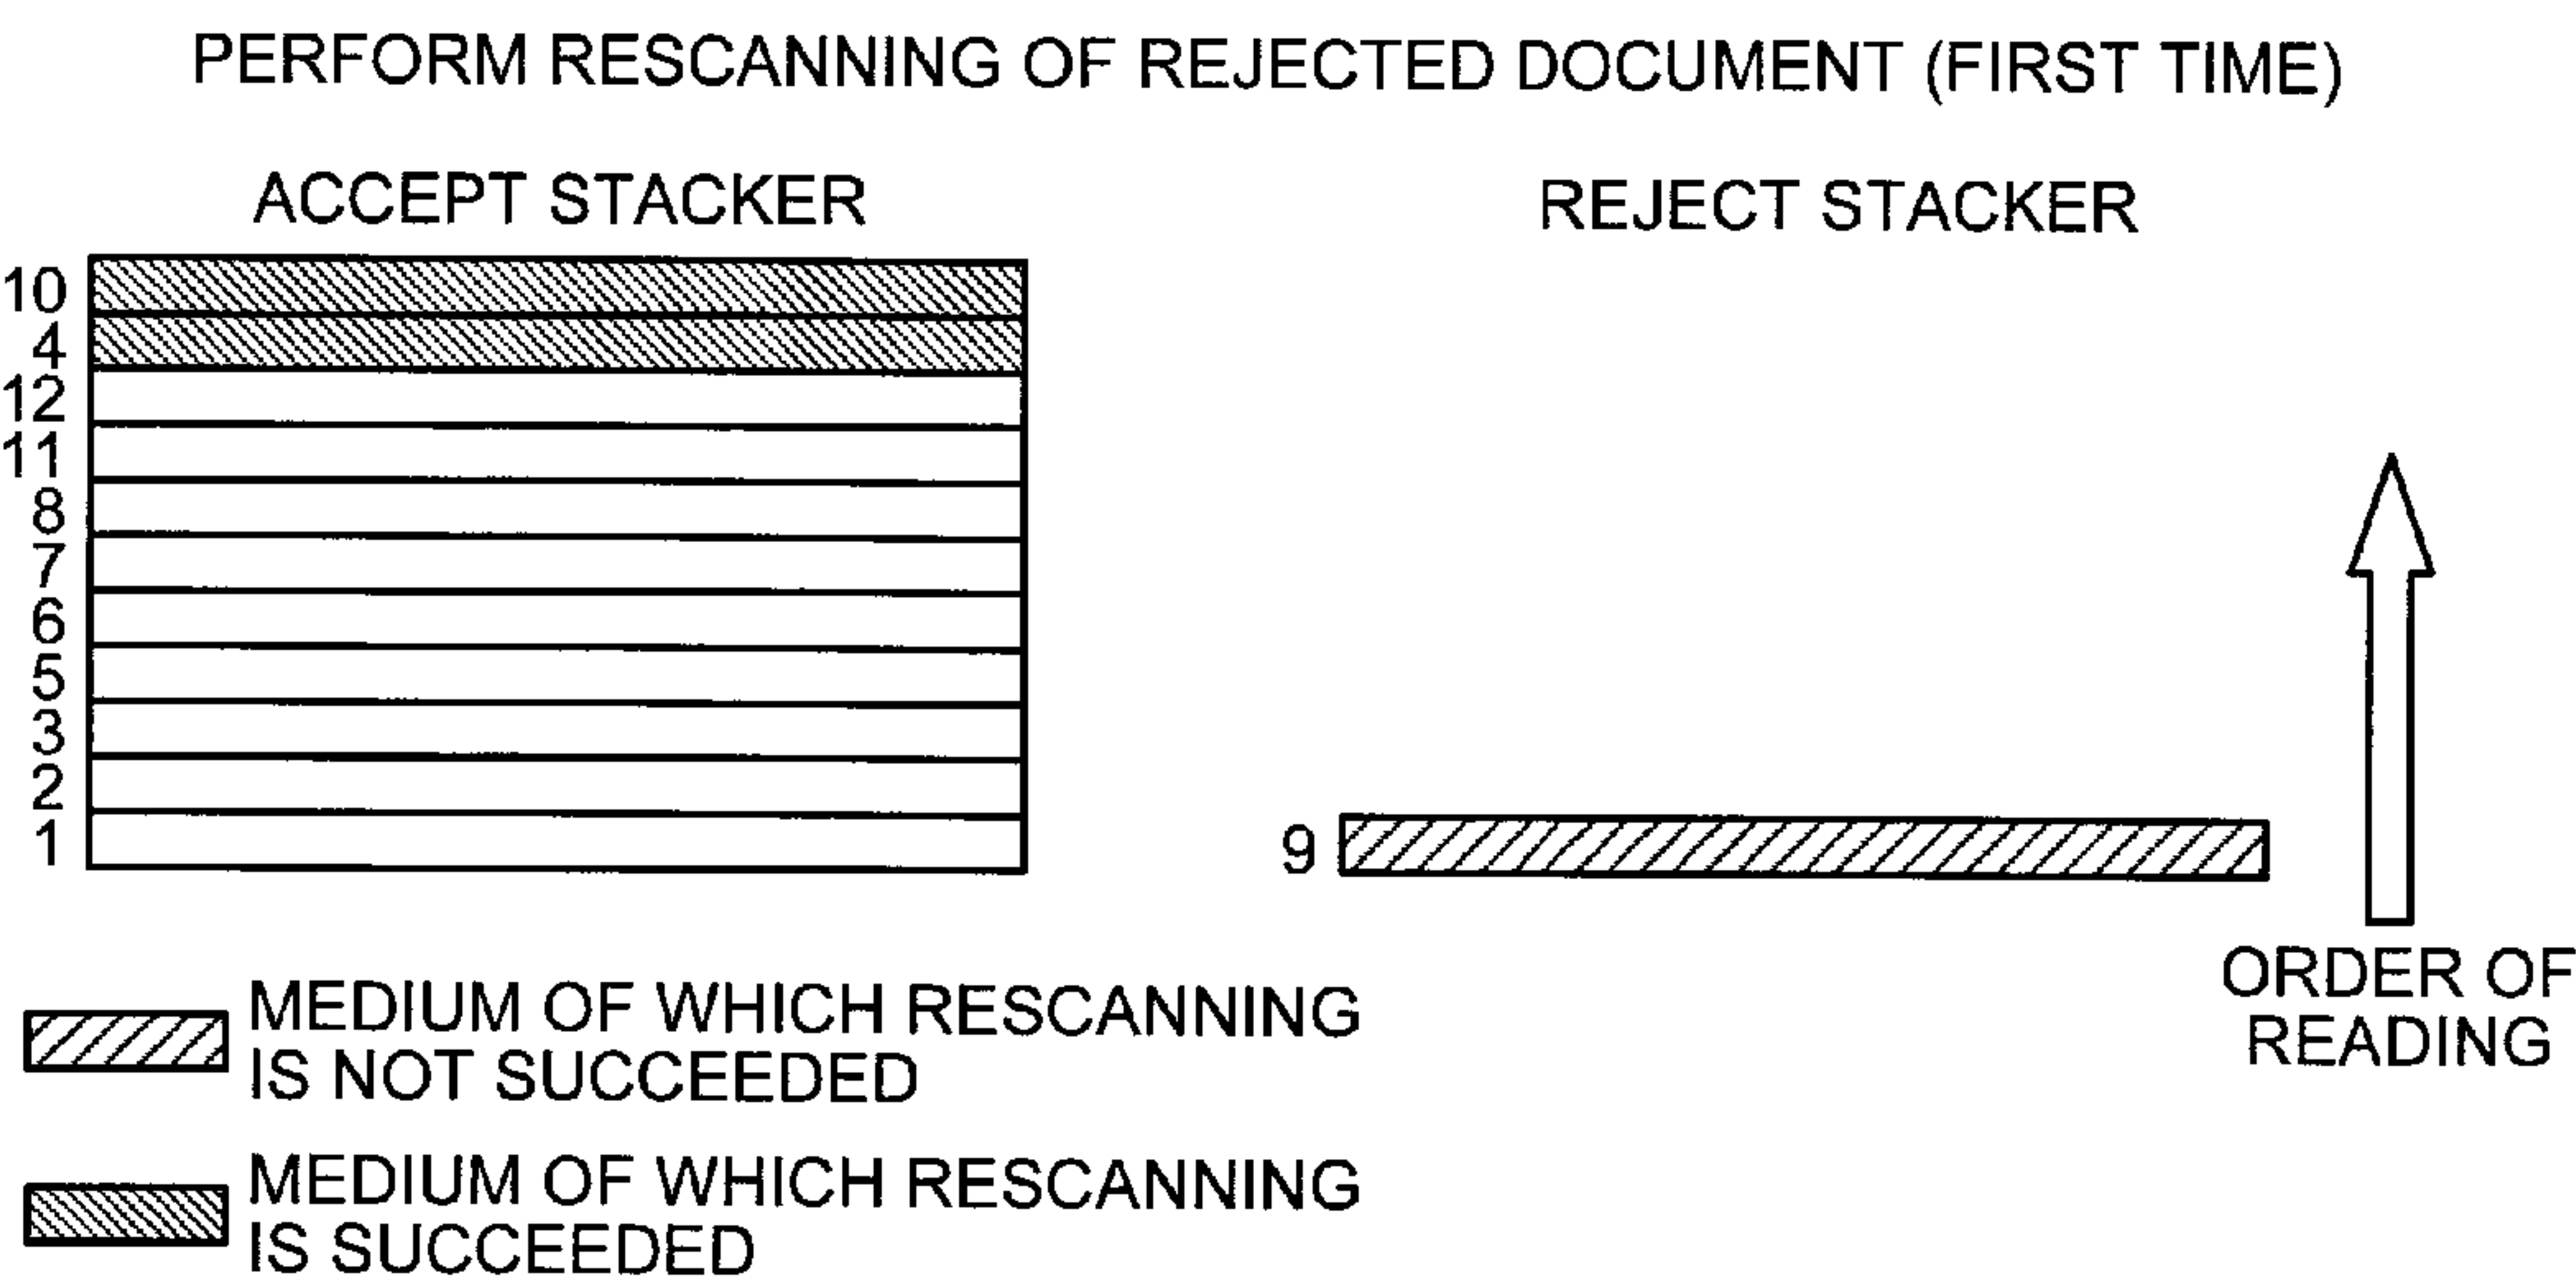 PERFORM RESCANNING OF REJECTED DOCUMENT (FIRST TIME)
ACCEPT STACKER
REJECT STACKER
10
4
12
11
8
7
6
5
3
2
1
9
ORDER OF
READING
MEDIUM OF WHICH RESCANNING
IS NOT SUCCEEDED
MEDIUM OF WHICH RESCANNING
IS SUCCEEDED